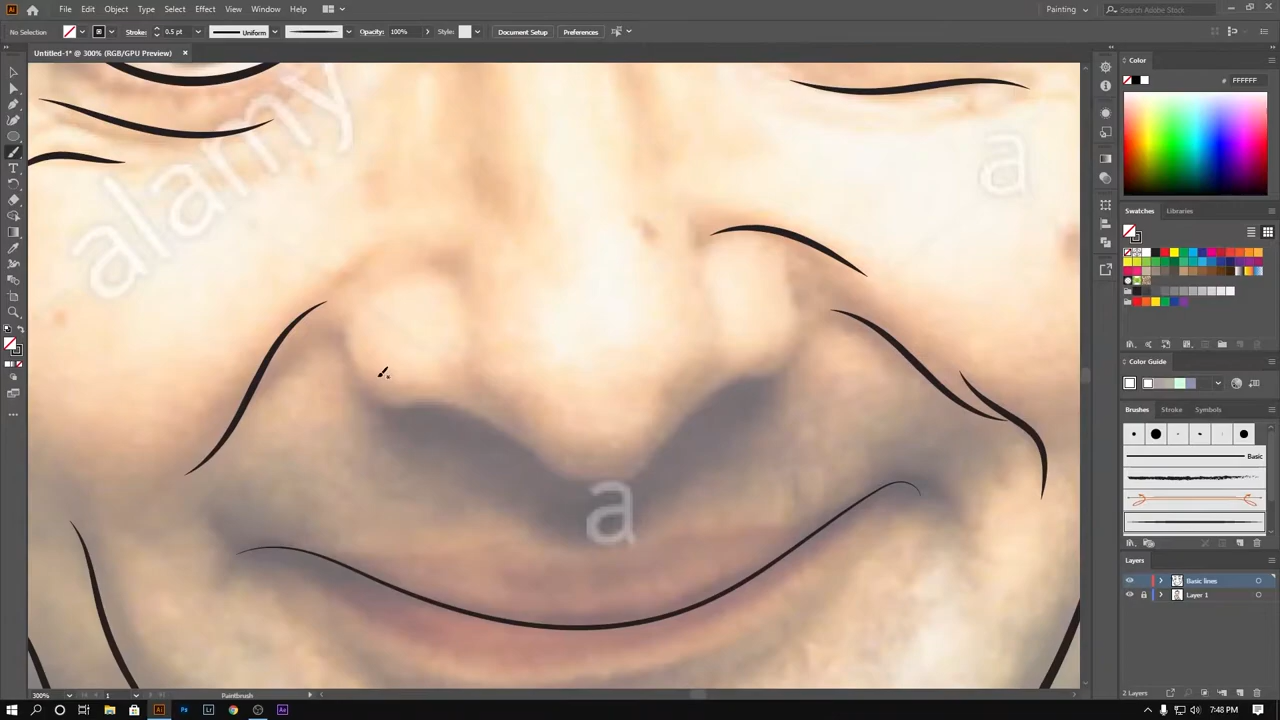 File Edit Object Type Select Effect View Window Help
Painting
Search Adobe Stock
No Selection Stroke: 0.5 pt Uniform Opacity: 100% Style: Document Setup Preferences
Untitled-1* @ 300% (RGB/GPU Preview)
Color
# FFFFFF
alamy
a
Swatches Libraries
Color Guide
Brushes Stroke Symbols
Basic
a
Layers
Basic lines
Layer 1
2 Layers
300% 1 Paintbrush
7:48 PM